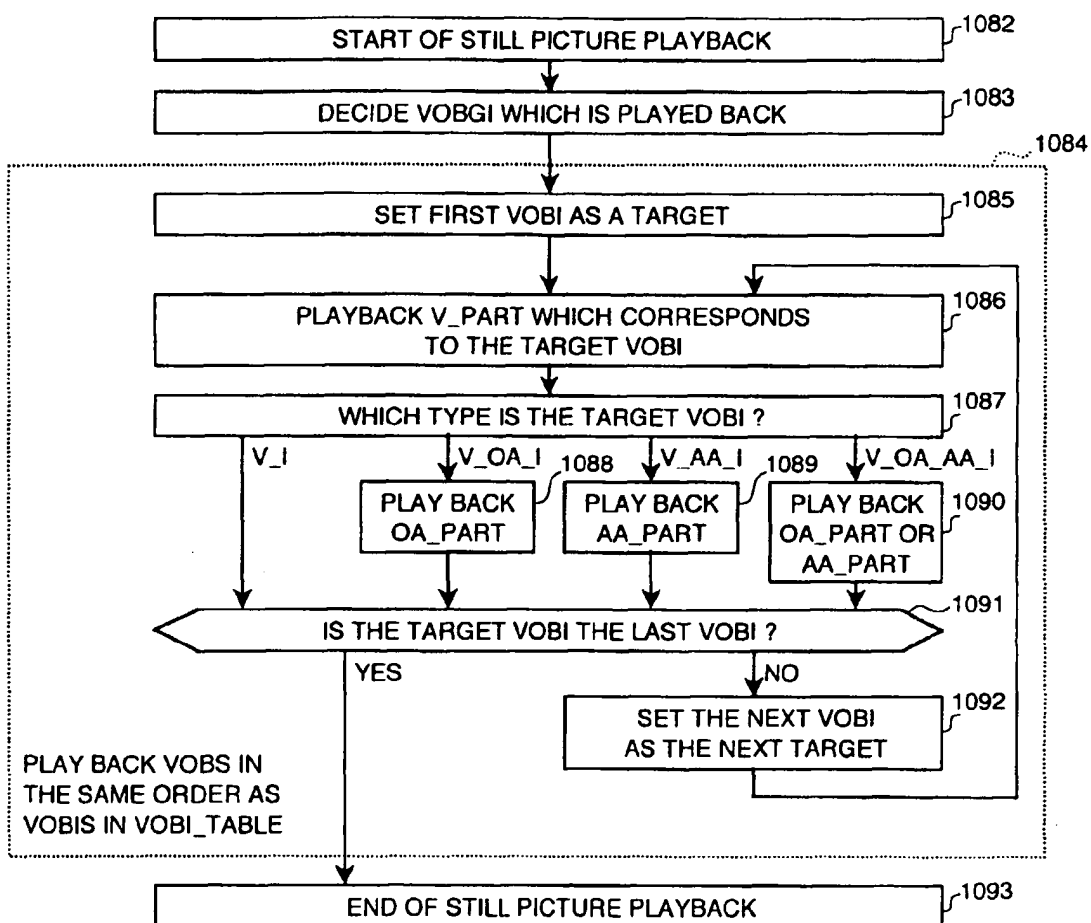 START OF STILL PICTURE PLAYBACK
1082
DECIDE VOBGI WHICH IS PLAYED BACK
1083
1084
SET FIRST VOBI AS A TARGET
1085
PLAYBACK V_PART WHICH CORRESPONDS
TO THE TARGET VOBI
1086
WHICH TYPE IS THE TARGET VOBI ?
1087
V_I
V_OA_I
1088
V_AA_I
1089
V_OA_AA_I
PLAY BACK
OA_PART
PLAY BACK
AA_PART
PLAY BACK
OA_PART OR
AA_PART
1090
IS THE TARGET VOBI THE LAST VOBI ?
1091
YES
NO
SET THE NEXT VOBI
AS THE NEXT TARGET
1092
PLAY BACK VOBS IN
THE SAME ORDER AS
VOBIS IN VOBI_TABLE
END OF STILL PICTURE PLAYBACK
1093